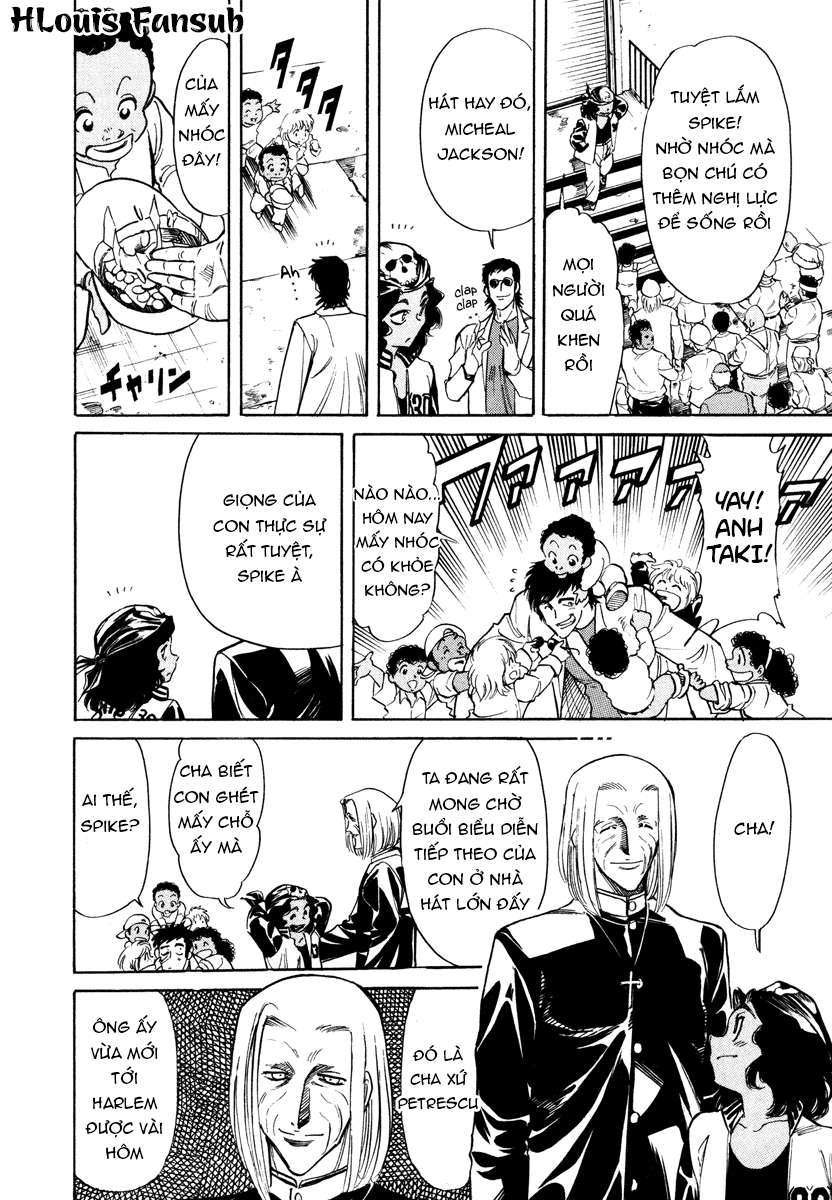 HLouis Fansub
TUYỆT LẮM
SPIKE!
NHỜ NHÓC MÀ
BỌN CHÚ CÓ
THÊM NGHỊ LỰC
ĐỂ SỐNG RỒI
MỌI
NGƯỜI
QUÁ
KHEN
RỒI
HÁT HAY ĐÓ,
MICHEAL
JACKSON!
clap
clap
Ah
CỦA
MẤY
NHÓC
ĐÂY!
チャリン
YAY!
ANH
TAKI!
ワァァァァ
NÀO NÀO...
HÔM NAY
MẤY NHÓC
CÓ KHỎE
KHÔNG?
GIỌNG CỦA
CON THỰC SỰ
RẤT TUYỆT,
SPIKE À
CHA!
TA ĐANG RẤT
MONG CHỜ
BUỔI BIỂU DIỄN
TIẾP THEO CỦA
CON Ở NHÀ
HÁT LỚN ĐẤY
CHA BIẾT
CON GHÉT
MẤY CHỖ
ẤY MÀ
AI THẾ,
SPIKE?
ĐÓ LÀ
CHA XỨ
PETRESCU
ÔNG ẤY
VỪA MỚI
TỚI
HARLEM
ĐƯỢC VÀI
HÔM